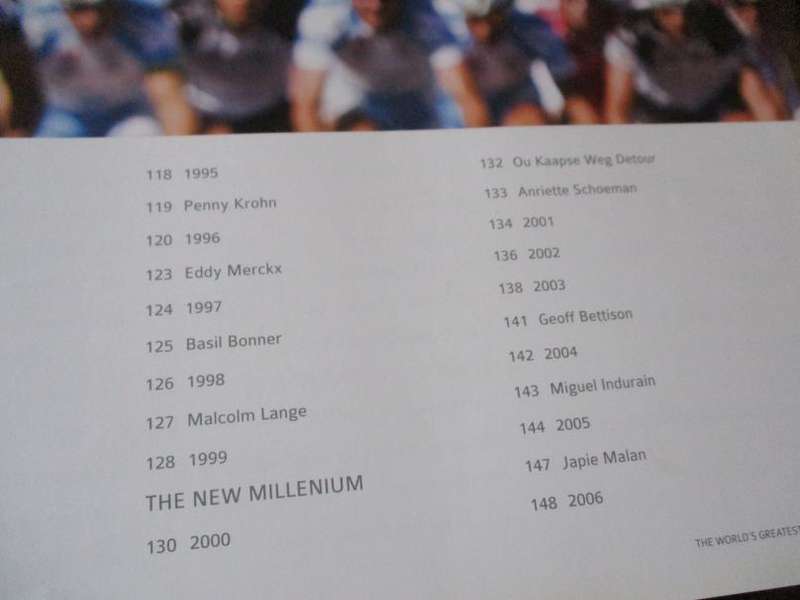 118 1995
119 Penny Krohn
120 1996
123 Eddy Merckx
124 1997
125 Basil Bonner
126 1998
127 Malcolm Lange
128 1999
THE NEW MILLENIUM
130 2000
132 Ou Kaapse Weg Detour
133 Anriette Schoeman
134 2001
136 2002
138 2003
141 Geoff Bettison
142 2004
143 Miguel Indurain
144 2005
147 Japie Malan
148 2006
THE WORLD'S GREATEST